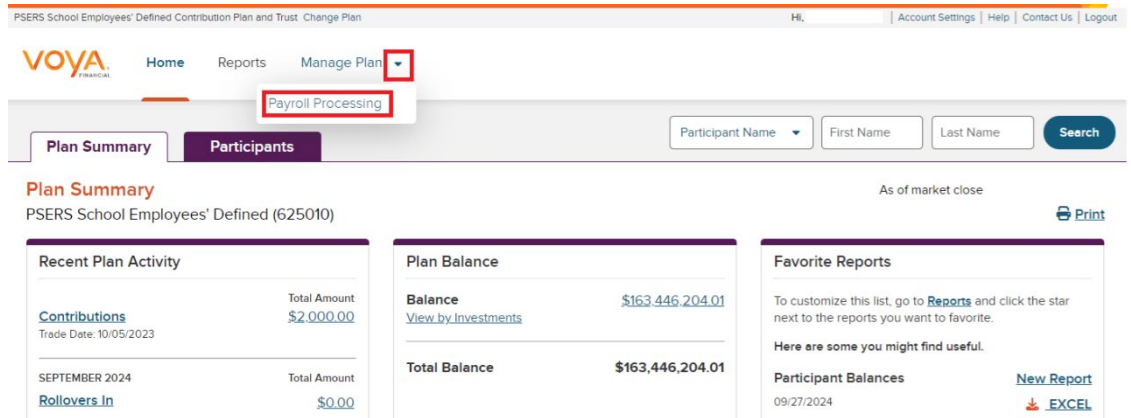 PSERS School Employees' Defined Contribution Plan and Trust Change Plan
Hi, | Account Settings | Help | Contact Us | Logout
VOYA FINANCIAL
Home Reports Manage Plan
Payroll Processing
Plan Summary Participants
Participant Name First Name Last Name Search
Plan Summary
As of market close
PSERS School Employees' Defined (625010)
Print
Recent Plan Activity
Total Amount
Contributions $2,000.00
Trade Date: 10/05/2023
SEPTEMBER 2024 Total Amount
Rollovers In $0.00
Plan Balance
Balance $163,446,204.01
View by Investments
Total Balance $163,446,204.01
Favorite Reports
To customize this list, go to Reports and click the star
next to the reports you want to favorite.
Here are some you might find useful.
Participant Balances New Report
09/27/2024 EXCEL